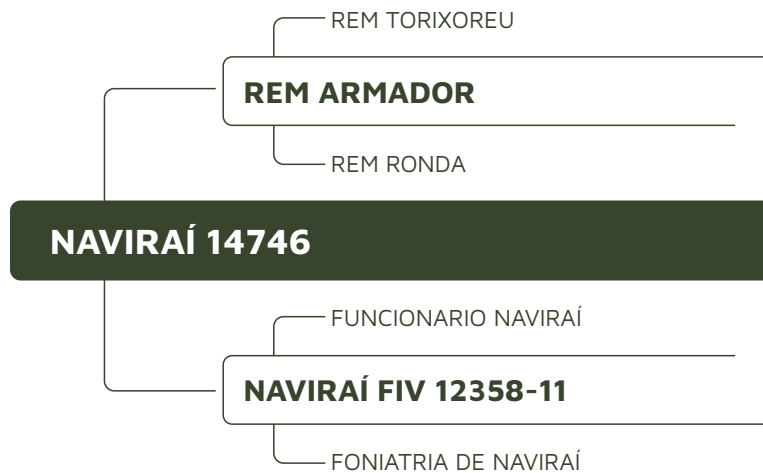 REM TORIXOREU
REM ARMADOR
REM RONDA
NAVIRAÍ 14746
FUNCIONARIO NAVIRAÍ
NAVIRAÍ FIV 12358-11
FONIATRIA DE NAVIRAÍ